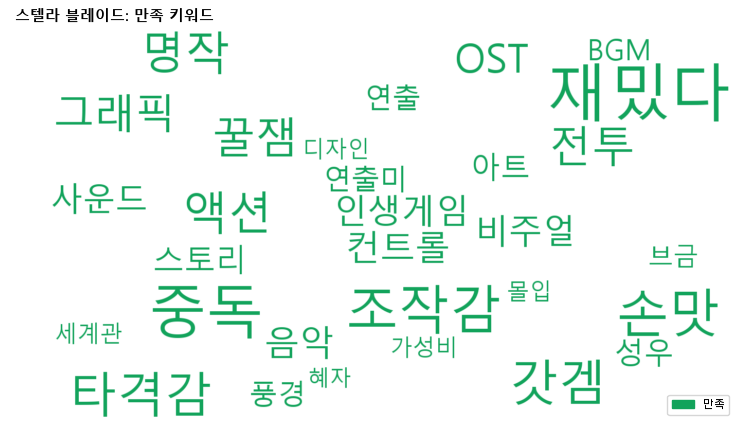 스텔라 블레이드: 만족 키워드
명작
OST
BGM
재밌다
연출
그래픽
꿀잼
디자인
전투
연출미
아트
사운드
액션
인생게임
비주얼
컨트롤
스토리
브금
중독
조작감
몰입
손맛
세계관
음악
가성비
성우
타격감
풍경
혜자
갓겜
만족